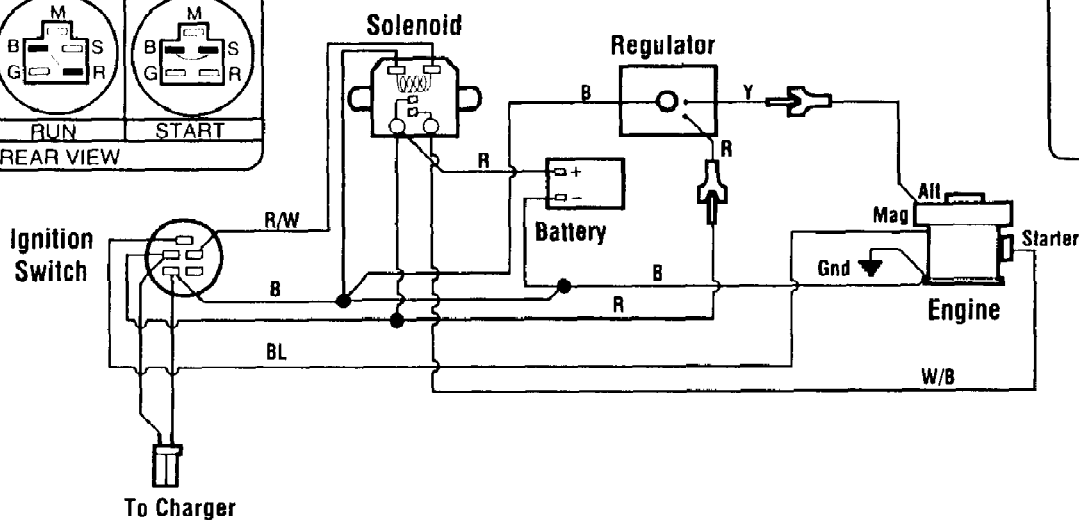 M
B S
G R
RUN
M
B S
G R
START
REAR VIEW
Solenoid
Regulator
B
Y
R
R
+
-
Battery
Alt
Mag
Starter
Gnd
Engine
Ignition
Switch
R/W
B
B
R
BL
W/B
To Charger